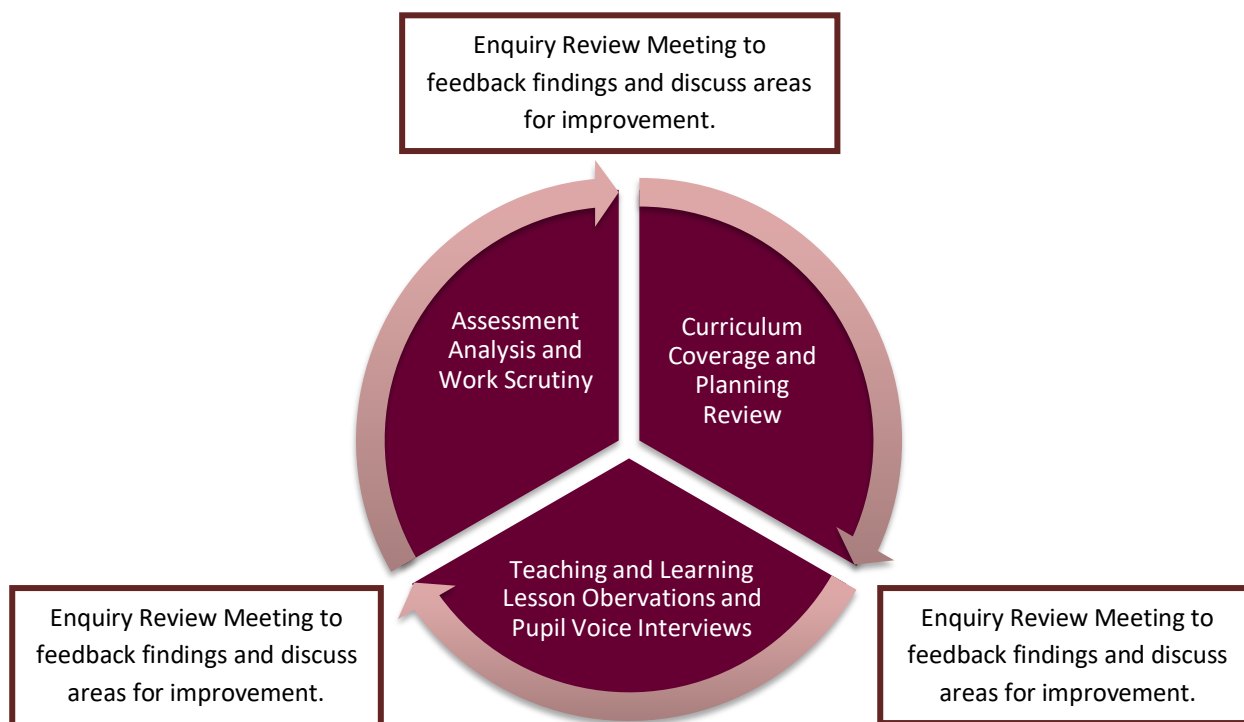 Enquiry Review Meeting to
feedback findings and discuss areas
for improvement.
Assessment
Analysis and
Work Scrutiny
Curriculum
Coverage and
Planning
Review
Teaching and Learning
Lesson Obervations and
Pupil Voice Interviews
Enquiry Review Meeting to
feedback findings and discuss
areas for improvement.
Enquiry Review Meeting to
feedback findings and discuss
areas for improvement.